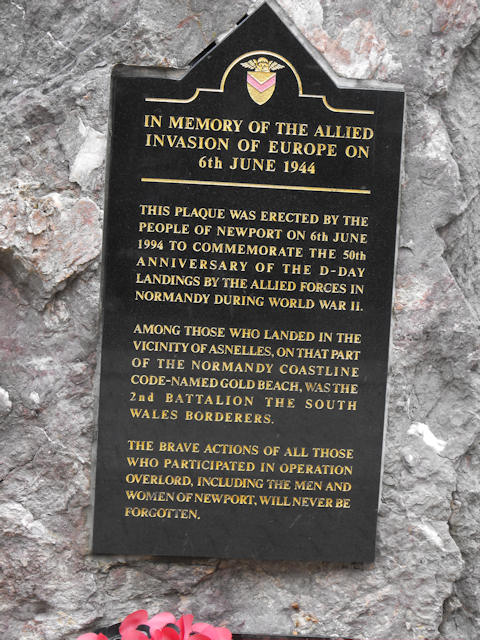 IN MEMORY OF THE ALLIED
INVASION OF EUROPE ON
6th JUNE 1944
THIS PLAQUE WAS ERECTED BY THE
PEOPLE OF NEWPORT ON 6th JUNE
1994 TO COMMEMORATE THE 50th
ANNIVERSARY OF THE D-DAY
LANDINGS BY THE ALLIED FORCES IN
NORMANDY DURING WORLD WAR II.
AMONG THOSE WHO LANDED IN THE
VICINITY OF ASNELLES, ON THAT PART
OF THE NORMANDY COASTLINE
CODE-NAMED GOLD BEACH, WAS THE
2nd BATTALION THE SOUTH
WALES BORDERERS.
THE BRAVE ACTIONS OF ALL THOSE
WHO PARTICIPATED IN OPERATION
OVERLORD, INCLUDING THE MEN AND
WOMEN OF NEWPORT, WILL NEVER BE
FORGOTTEN.